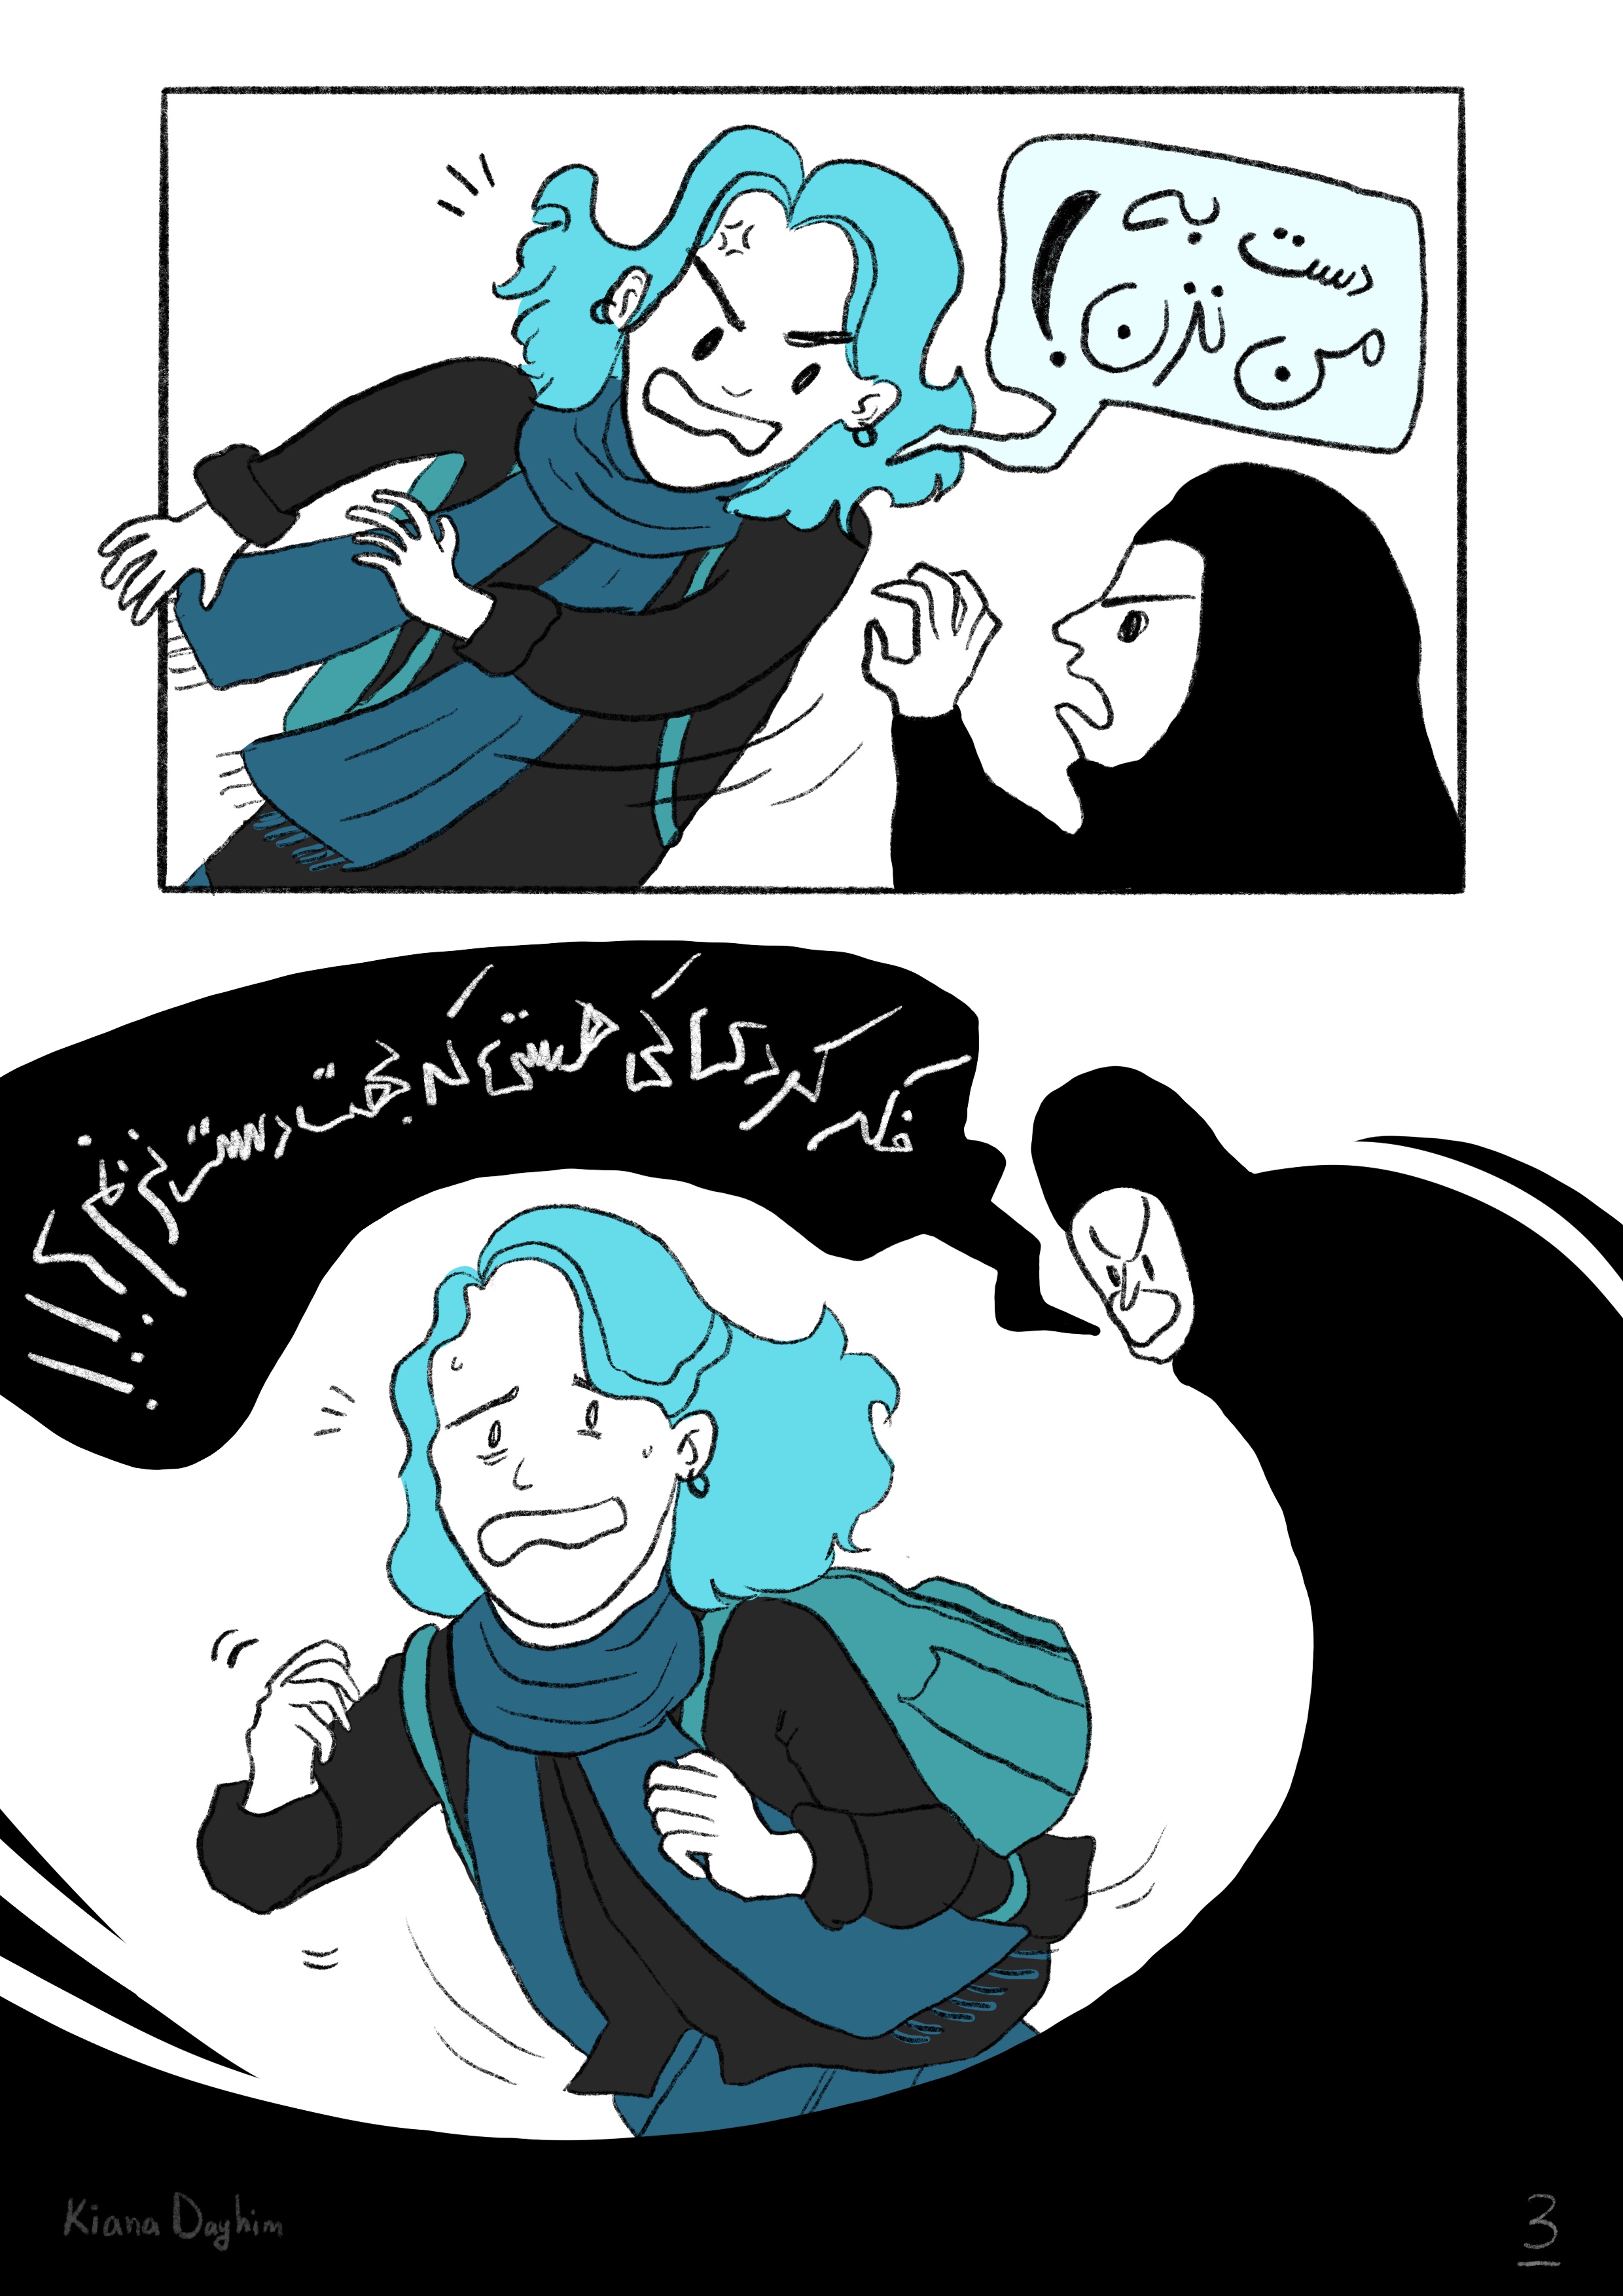 دست به
من نزن!
فکر کردی کی هستی که بهت دست نزنم؟!!
Kiana Dayhim
3